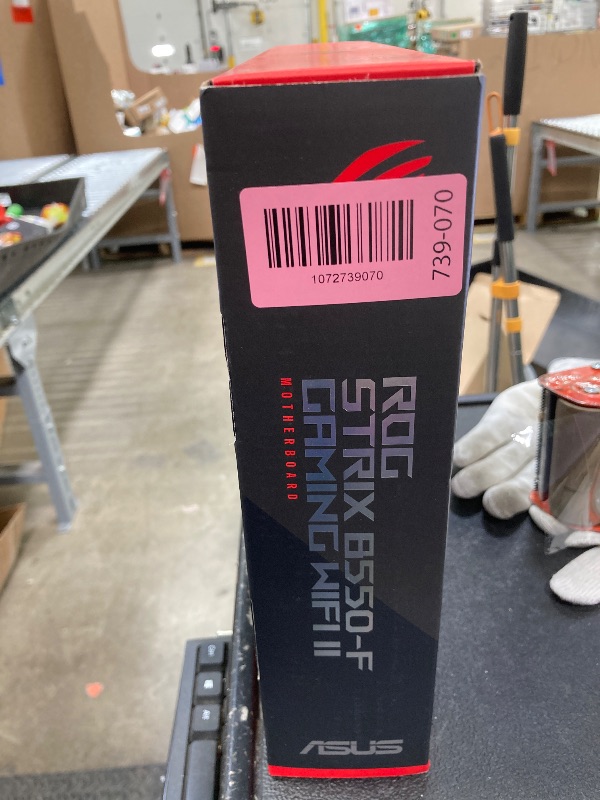 1072739070
739-070
ROG
STRIX B550-F
GAMING WIFI II
MOTHERBOARD
ASUS